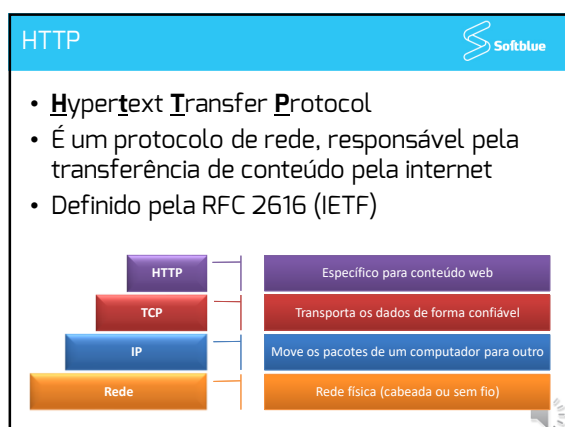 HTTP
Softblue
• Hypertext Transfer Protocol
• É um protocolo de rede, responsável pela
transferência de conteúdo pela internet
• Definido pela RFC 2616 (IETF)
HTTP Específico para conteúdo web
TCP Transporta os dados de forma confiável
IP Move os pacotes de um computador para outro
Rede Rede física (cabeada ou sem fio)